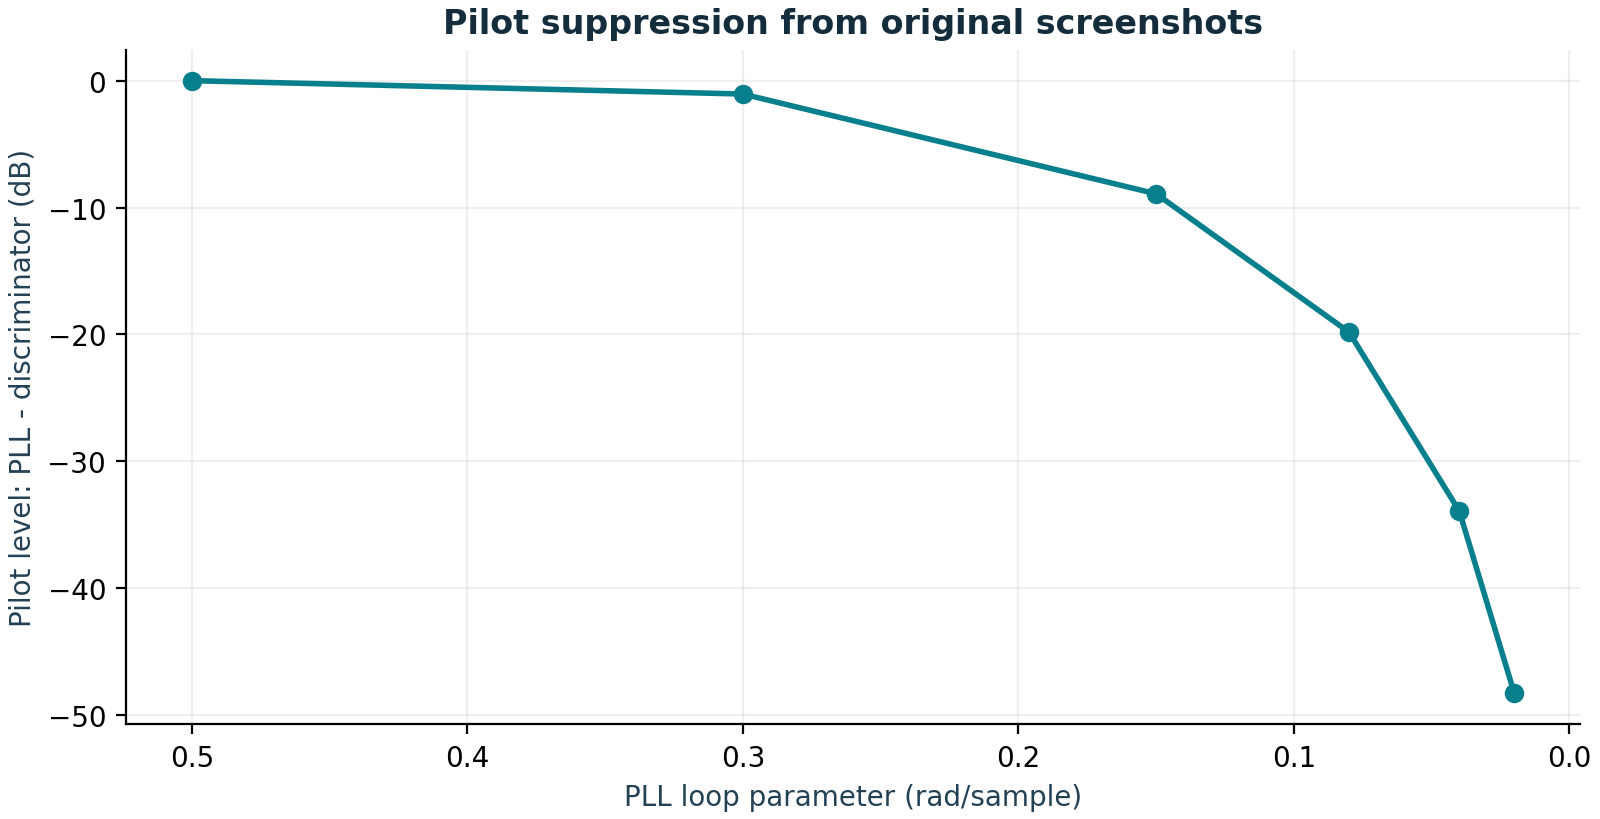 Pilot suppression from original screenshots
Pilot level: PLL - discriminator (dB)
0
−10
−20
−30
−40
−50
0.5 0.4 0.3 0.2 0.1 0.0
PLL loop parameter (rad/sample)